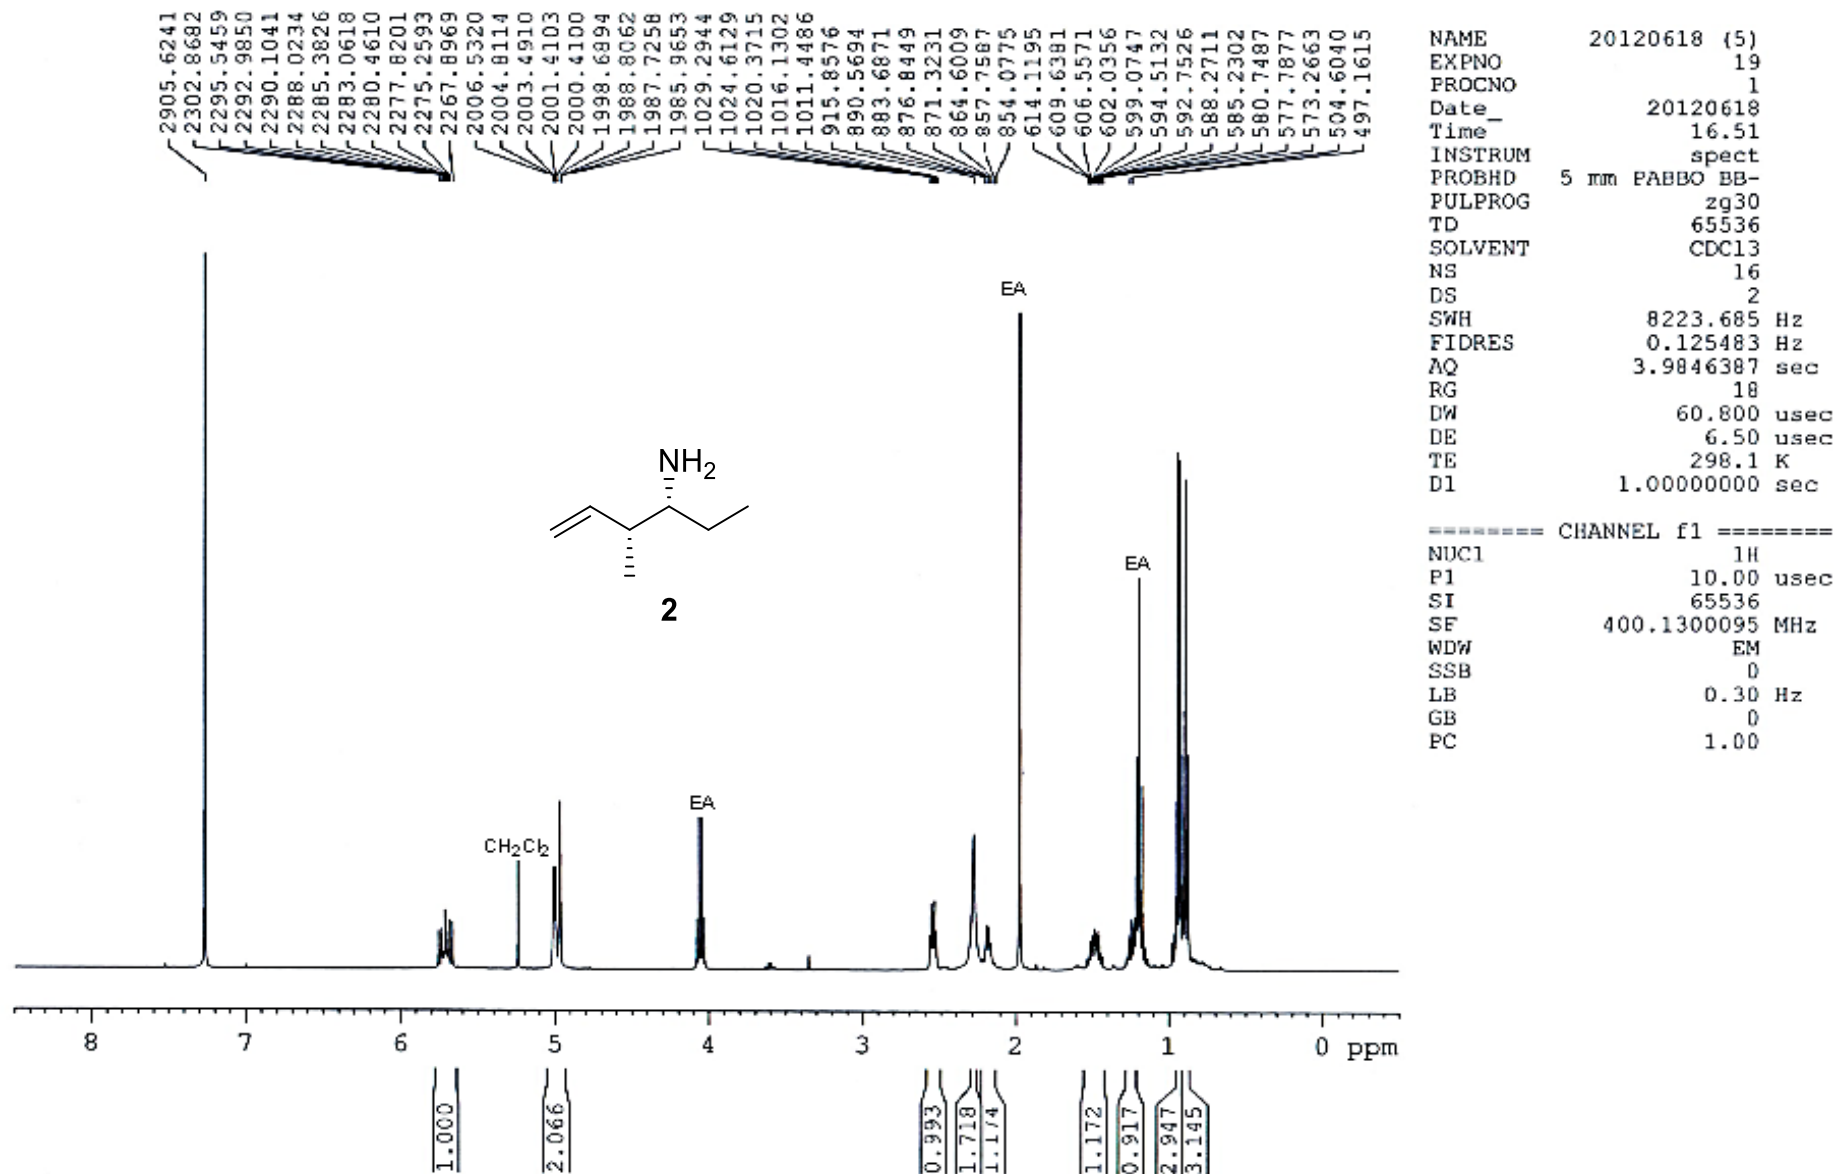 2905.6241
2302.8682
2295.5459
2292.9850
2290.1041
2288.0234
2285.3826
2283.0618
2280.4610
2277.8201
2275.2593
2267.8969
2006.5320
2004.8114
2003.4910
2001.4103
2000.4100
1998.6894
1988.8062
1987.7258
1985.9653
1029.2944
1024.6129
1020.3715
1016.1302
1011.4486
915.8576
890.5694
883.6871
876.8449
871.3231
864.6009
857.7587
854.0775
614.1195
609.6381
606.5571
602.0356
599.0747
594.5132
592.7526
588.2711
585.2302
580.7487
577.7877
573.2663
504.6040
497.1615
NAME 20120618 (5)
EXPNO 19
PROCNO 1
Date_ 20120618
Time 16.51
INSTRUM spect
PROBHD 5 mm PABBO BB-
PULPROG zg30
TD 65536
SOLVENT CDCl3
NS 16
DS 2
SWH 8223.685 Hz
FIDRES 0.125483 Hz
AQ 3.9846387 sec
RG 18
DW 60.800 usec
DE 6.50 usec
TE 298.1 K
D1 1.00000000 sec
======== CHANNEL f1 ========
NUC1 1H
P1 10.00 usec
SI 65536
SF 400.1300095 MHz
WDW EM
SSB 0
LB 0.30 Hz
GB 0
PC 1.00
EA
NH2
2
EA
EA
CH2Cl2
8 7 6 5 4 3 2 1 0 ppm
1.000
2.066
0.993
1.718
1.174
1.172
0.917
2.947
3.145